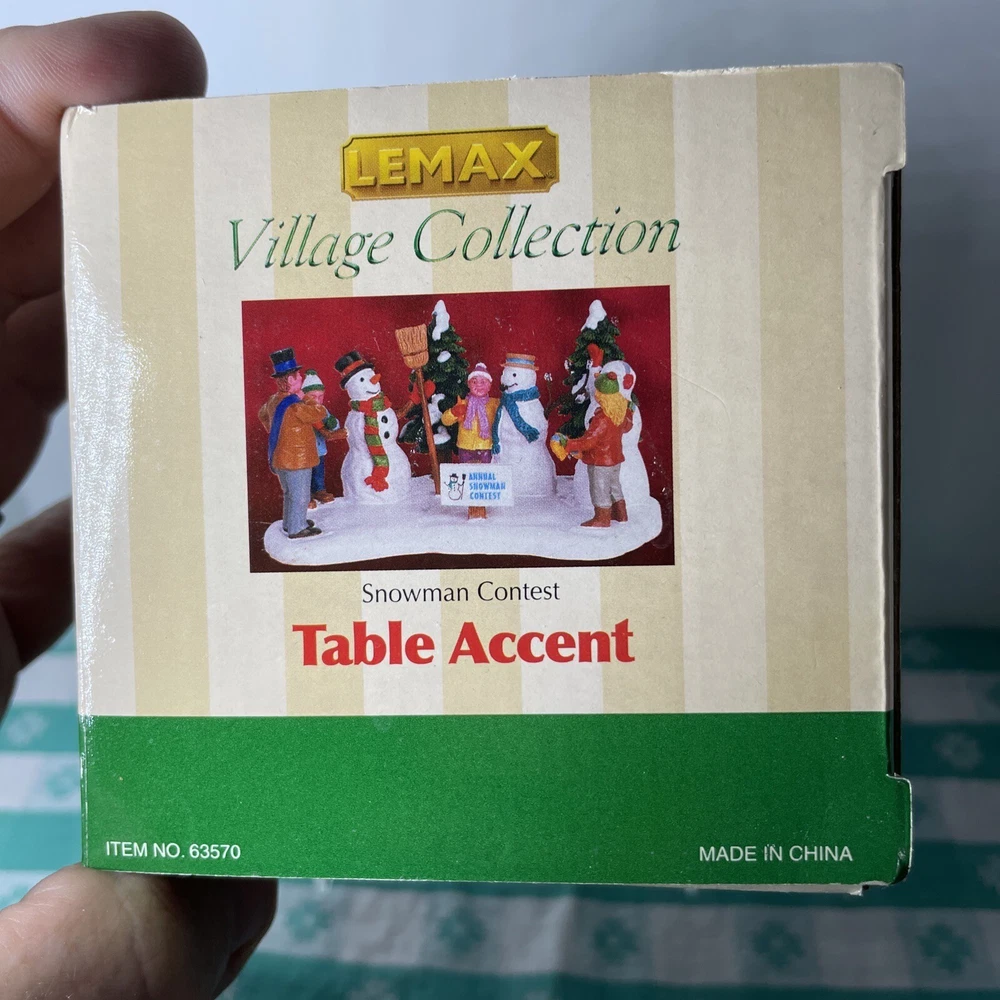 LEMAX
Village Collection
ANNUAL
SNOWMAN
CONTEST
Snowman Contest
Table Accent
ITEM NO. 63570
MADE IN CHINA